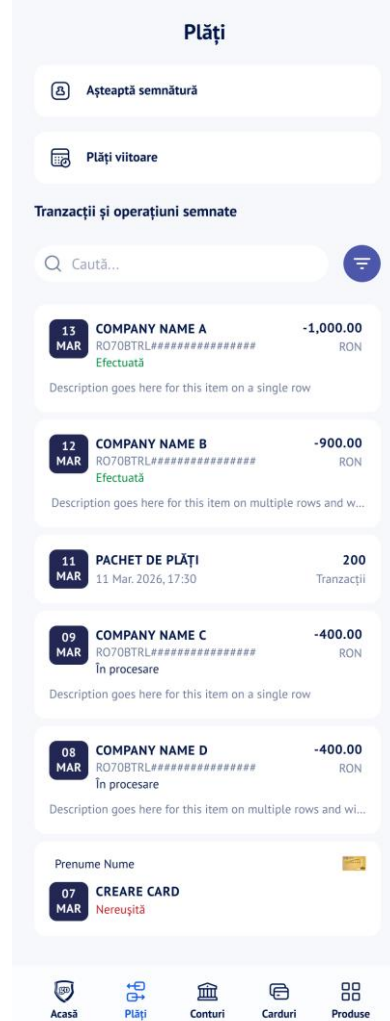 Plăți
Așteaptă semnătură
Plăți viitoare
Tranzacții și operațiuni semnate
Caută...
13 MAR
COMPANY NAME A
-1,000.00
RO70BTRL################
RON
Efectuată
Description goes here for this item on a single row
12 MAR
COMPANY NAME B
-900.00
RO70BTRL################
RON
Efectuată
Description goes here for this item on multiple rows and w...
11 MAR
PACHET DE PLĂȚI
200
11 Mar. 2026, 17:30
Tranzacții
09 MAR
COMPANY NAME C
-400.00
RO70BTRL################
RON
În procesare
Description goes here for this item on a single row
08 MAR
COMPANY NAME D
-400.00
RO70BTRL################
RON
În procesare
Description goes here for this item on multiple rows and wi...
Prenume Nume
07 MAR
CREARE CARD
Nereușită
Acasă
Plăți
Conturi
Carduri
Produse